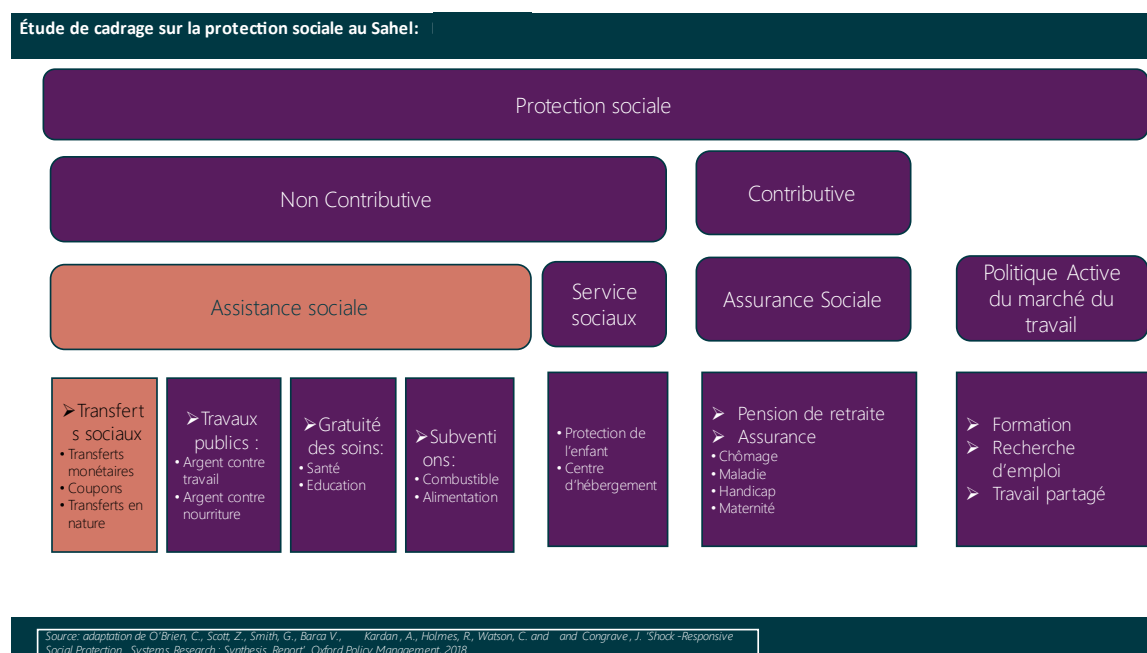 Étude de cadrage sur la protection sociale au Sahel:
Protection sociale
Non Contributive
Contributive
Assistance sociale
Service
sociaux
Assurance Sociale
Politique Active
du marché du
travail
➢Transfert
s sociaux
• Transferts
monétaires
• Coupons
• Transferts en
nature
➢Travaux
publics :
• Argent contre
travail
• Argent contre
nourriture
➢Gratuité
des soins:
• Santé
• Education
➢Subventi
ons:
• Combustible
• Alimentation
• Protection de
l'enfant
• Centre
d'hébergement
➢ Pension de retraite
➢ Assurance
• Chômage
• Maladie
• Handicap
• Maternité
➢ Formation
➢ Recherche
d'emploi
➢ Travail partagé
Source: adaptation de O'Brien, C., Scott, Z., Smith, G., Barca V., Kardan, A., Holmes, R., Watson, C. and and Congrave, J. 'Shock-Responsive
Social Protection Systems Research : Synthesis Report', Oxford Policy Management, 2018